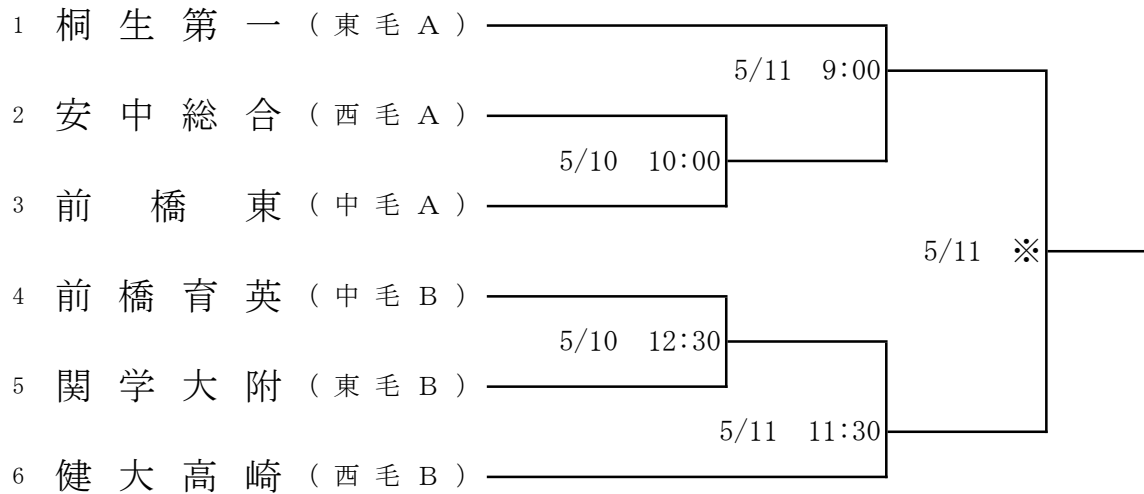 1 桐生第一(東毛A)
5/11 9:00
2 安中総合(西毛A)
5/10 10:00
3 前橋東(中毛A)
5/11 ※
4 前橋育英(中毛B)
5/10 12:30
5 関学大附(東毛B)
5/11 11:30
6 健大高崎(西毛B)